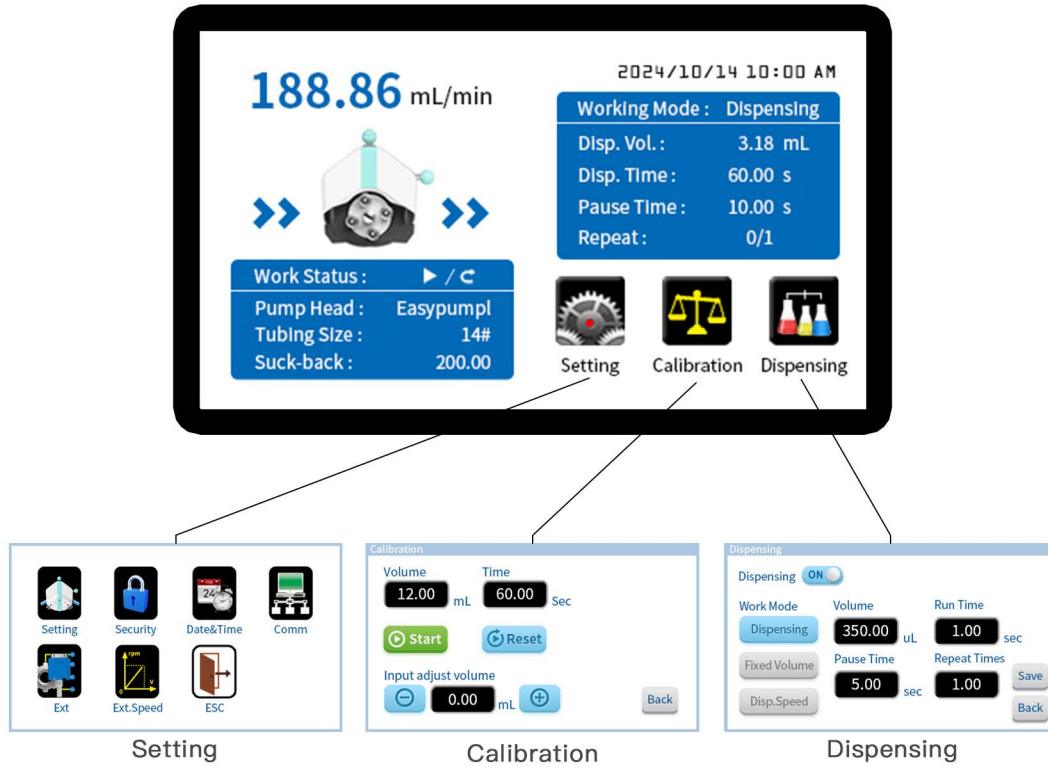 188.86 mL/min
2024/10/14 10:00 AM
Working Mode : Dispensing
Disp. Vol. : 3.18 mL
Disp. Time : 60.00 s
Pause Time : 10.00 s
Repeat : 0/1
Work Status : /
Pump Head : Easypumpl
Tubing Size : 14#
Suck-back : 200.00
Setting Calibration Dispensing
24
Setting Security Date&Time Comm
rpm
0 v
Ext Ext.Speed ESC
Setting
Calibration
Volume Time
12.00 mL 60.00 Sec
Start Reset
Input adjust volume
0.00 mL
Back
Calibration
Dispensing
Dispensing ON
Work Mode Volume Run Time
Dispensing 350.00 uL 1.00 sec
Fixed Volume Pause Time Repeat Times
5.00 sec 1.00 Save
Disp.Speed Back
Dispensing